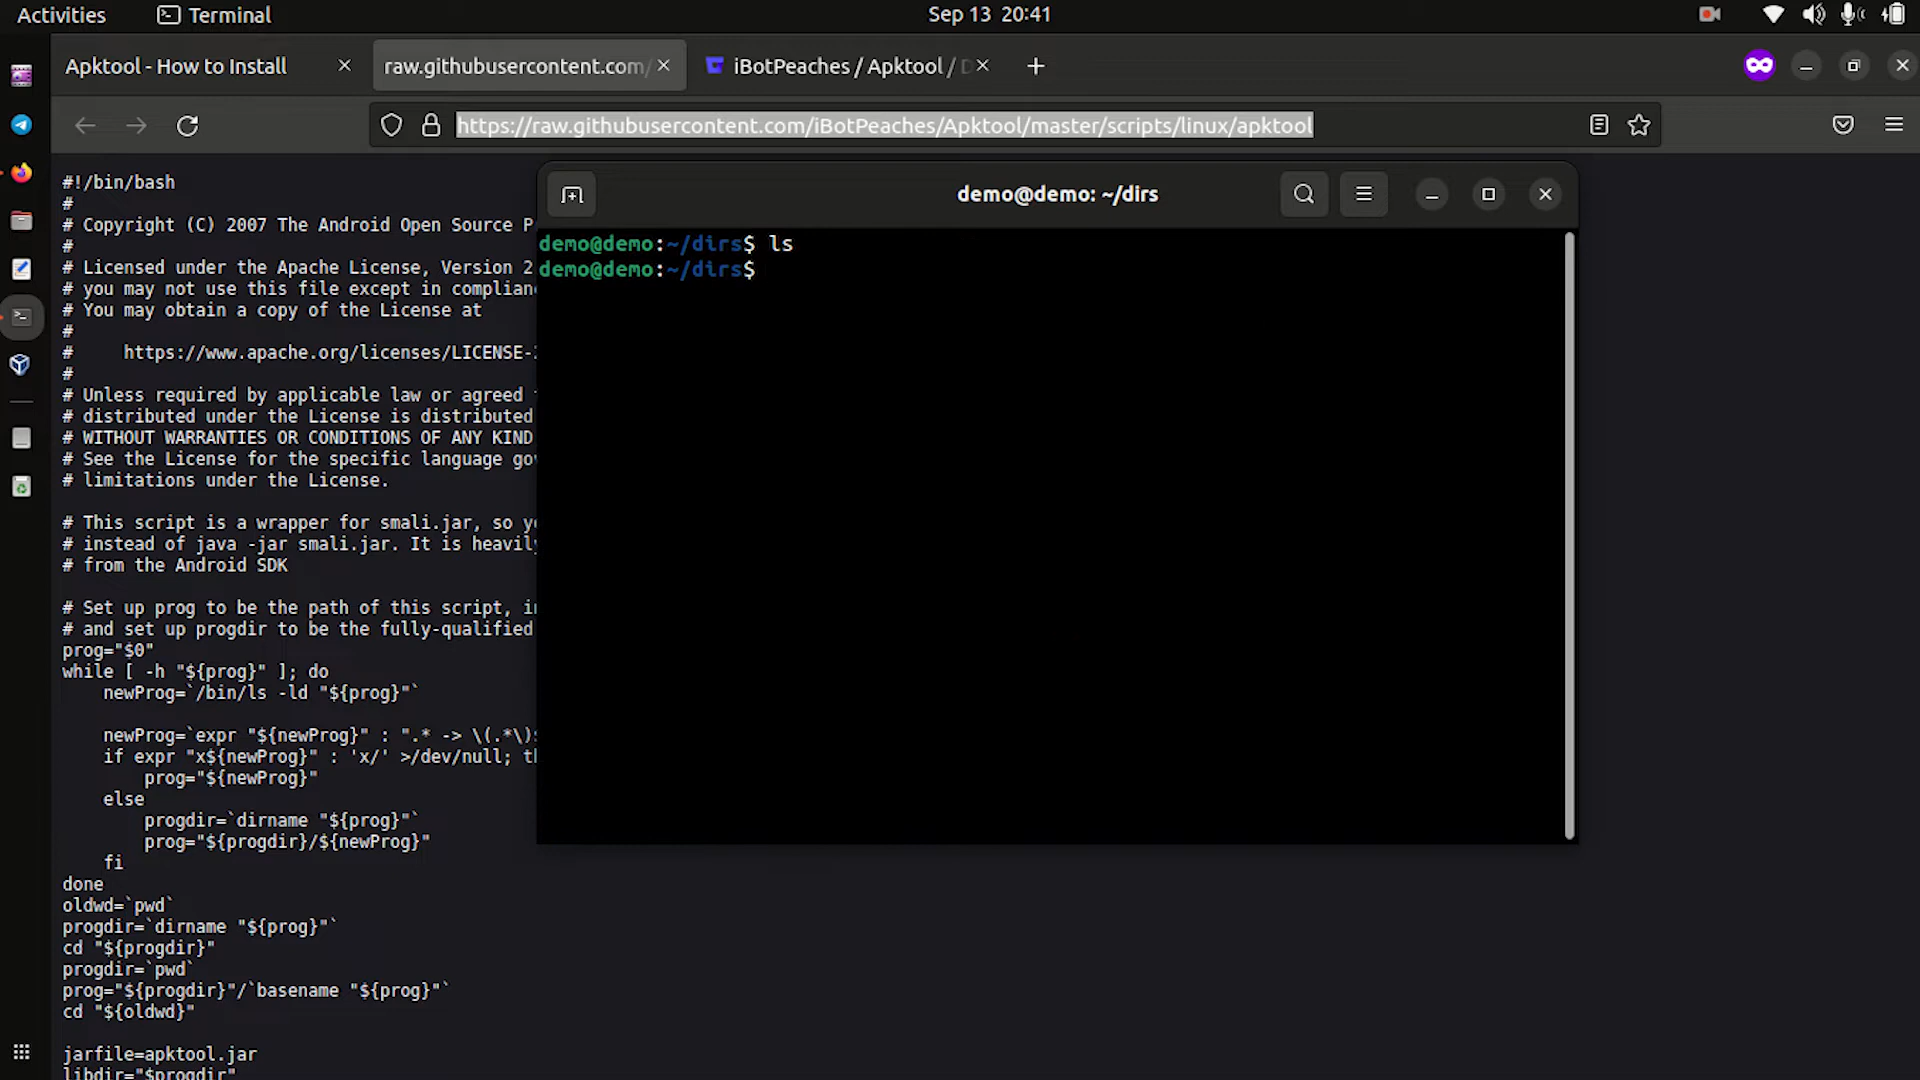 Activities
Terminal
Sep 13 20:41
Apktool - How to Install
raw.githubusercontent.com/
iBotPeaches / Apktool / D
https://raw.githubusercontent.com/iBotPeaches/Apktool/master/scripts/linux/apktool
#!/bin/bash
#
# Copyright (C) 2007 The Android Open Source P
#
# Licensed under the Apache License, Version 2
# you may not use this file except in complian
# You may obtain a copy of the License at
#
#     https://www.apache.org/licenses/LICENSE-2
#
# Unless required by applicable law or agreed t
# distributed under the License is distributed
# WITHOUT WARRANTIES OR CONDITIONS OF ANY KIND
# See the License for the specific language gov
# limitations under the License.
# This script is a wrapper for smali.jar, so yo
# instead of java -jar smali.jar. It is heavily
# from the Android SDK
# Set up prog to be the path of this script, in
# and set up progdir to be the fully-qualified
prog="$0"
while [ -h "${prog}" ]; do
    newProg=`/bin/ls -ld "${prog}"`
    newProg=`expr "${newProg}" : ".* -> \(.*\)$
    if expr "x${newProg}" : 'x/' >/dev/null; th
        prog="${newProg}"
    else
        progdir=`dirname "${prog}"`
        prog="${progdir}/${newProg}"
    fi
done
oldwd=`pwd`
progdir=`dirname "${prog}"`
cd "${progdir}"
progdir=`pwd`
prog="${progdir}"/`basename "${prog}"`
cd "${oldwd}"
jarfile=apktool.jar
libdir="$progdir"
demo@demo: ~/dirs
demo@demo:~/dirs$ ls
demo@demo:~/dirs$